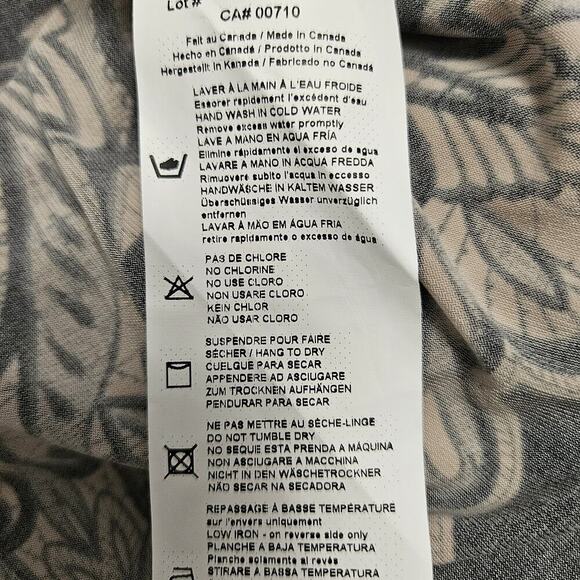 Lot #
CA# 00710
Fait au Canada / Made in Canada
Hecho en Canadá / Prodotto in Canada
Hergestellt in Kanada / Fabricado no Canadá
LAVER À LA MAIN À L'EAU FROIDE
Essorer rapidement l'excédent d'eau
HAND WASH IN COLD WATER
Remove excess water promptly
LAVE A MANO EN AGUA FRÍA
Elimine rápidamente el exceso de agua
LAVARE A MANO IN ACQUA FREDDA
Rimuovere subito l'acqua in eccesso
HANDWÄSCHE IN KALTEM WASSER
Überschüssiges Wasser unverzüglich
entfernen
LAVAR À MÃO EM ÁGUA FRIA
retire rapidamente o excesso de água
PAS DE CHLORE
NO CHLORINE
NO USE CLORO
NON USARE CLORO
KEIN CHLOR
NÃO USAR CLORO
SUSPENDRE POUR FAIRE
SÉCHER / HANG TO DRY
CUELGUE PARA SECAR
APPENDERE AD ASCIUGARE
ZUM TROCKNEN AUFHÄNGEN
PENDURAR PARA SECAR
NE PAS METTRE AU SÈCHE-LINGE
DO NOT TUMBLE DRY
NO SEQUE ESTA PRENDA A MÁQUINA
NON ASCIUGARE A MACCHINA
NICHT IN DEN WÄSCHETROCKNER
NÃO SECAR NA SECADORA
REPASSAGE À BASSE TEMPÉRATURE
sur l'envers uniquement
LOW IRON - on reverse side only
PLANCHE A BAJA TEMPERATURA
Planche solamente al revés
STIRARE A BASSA TEMPERATURA